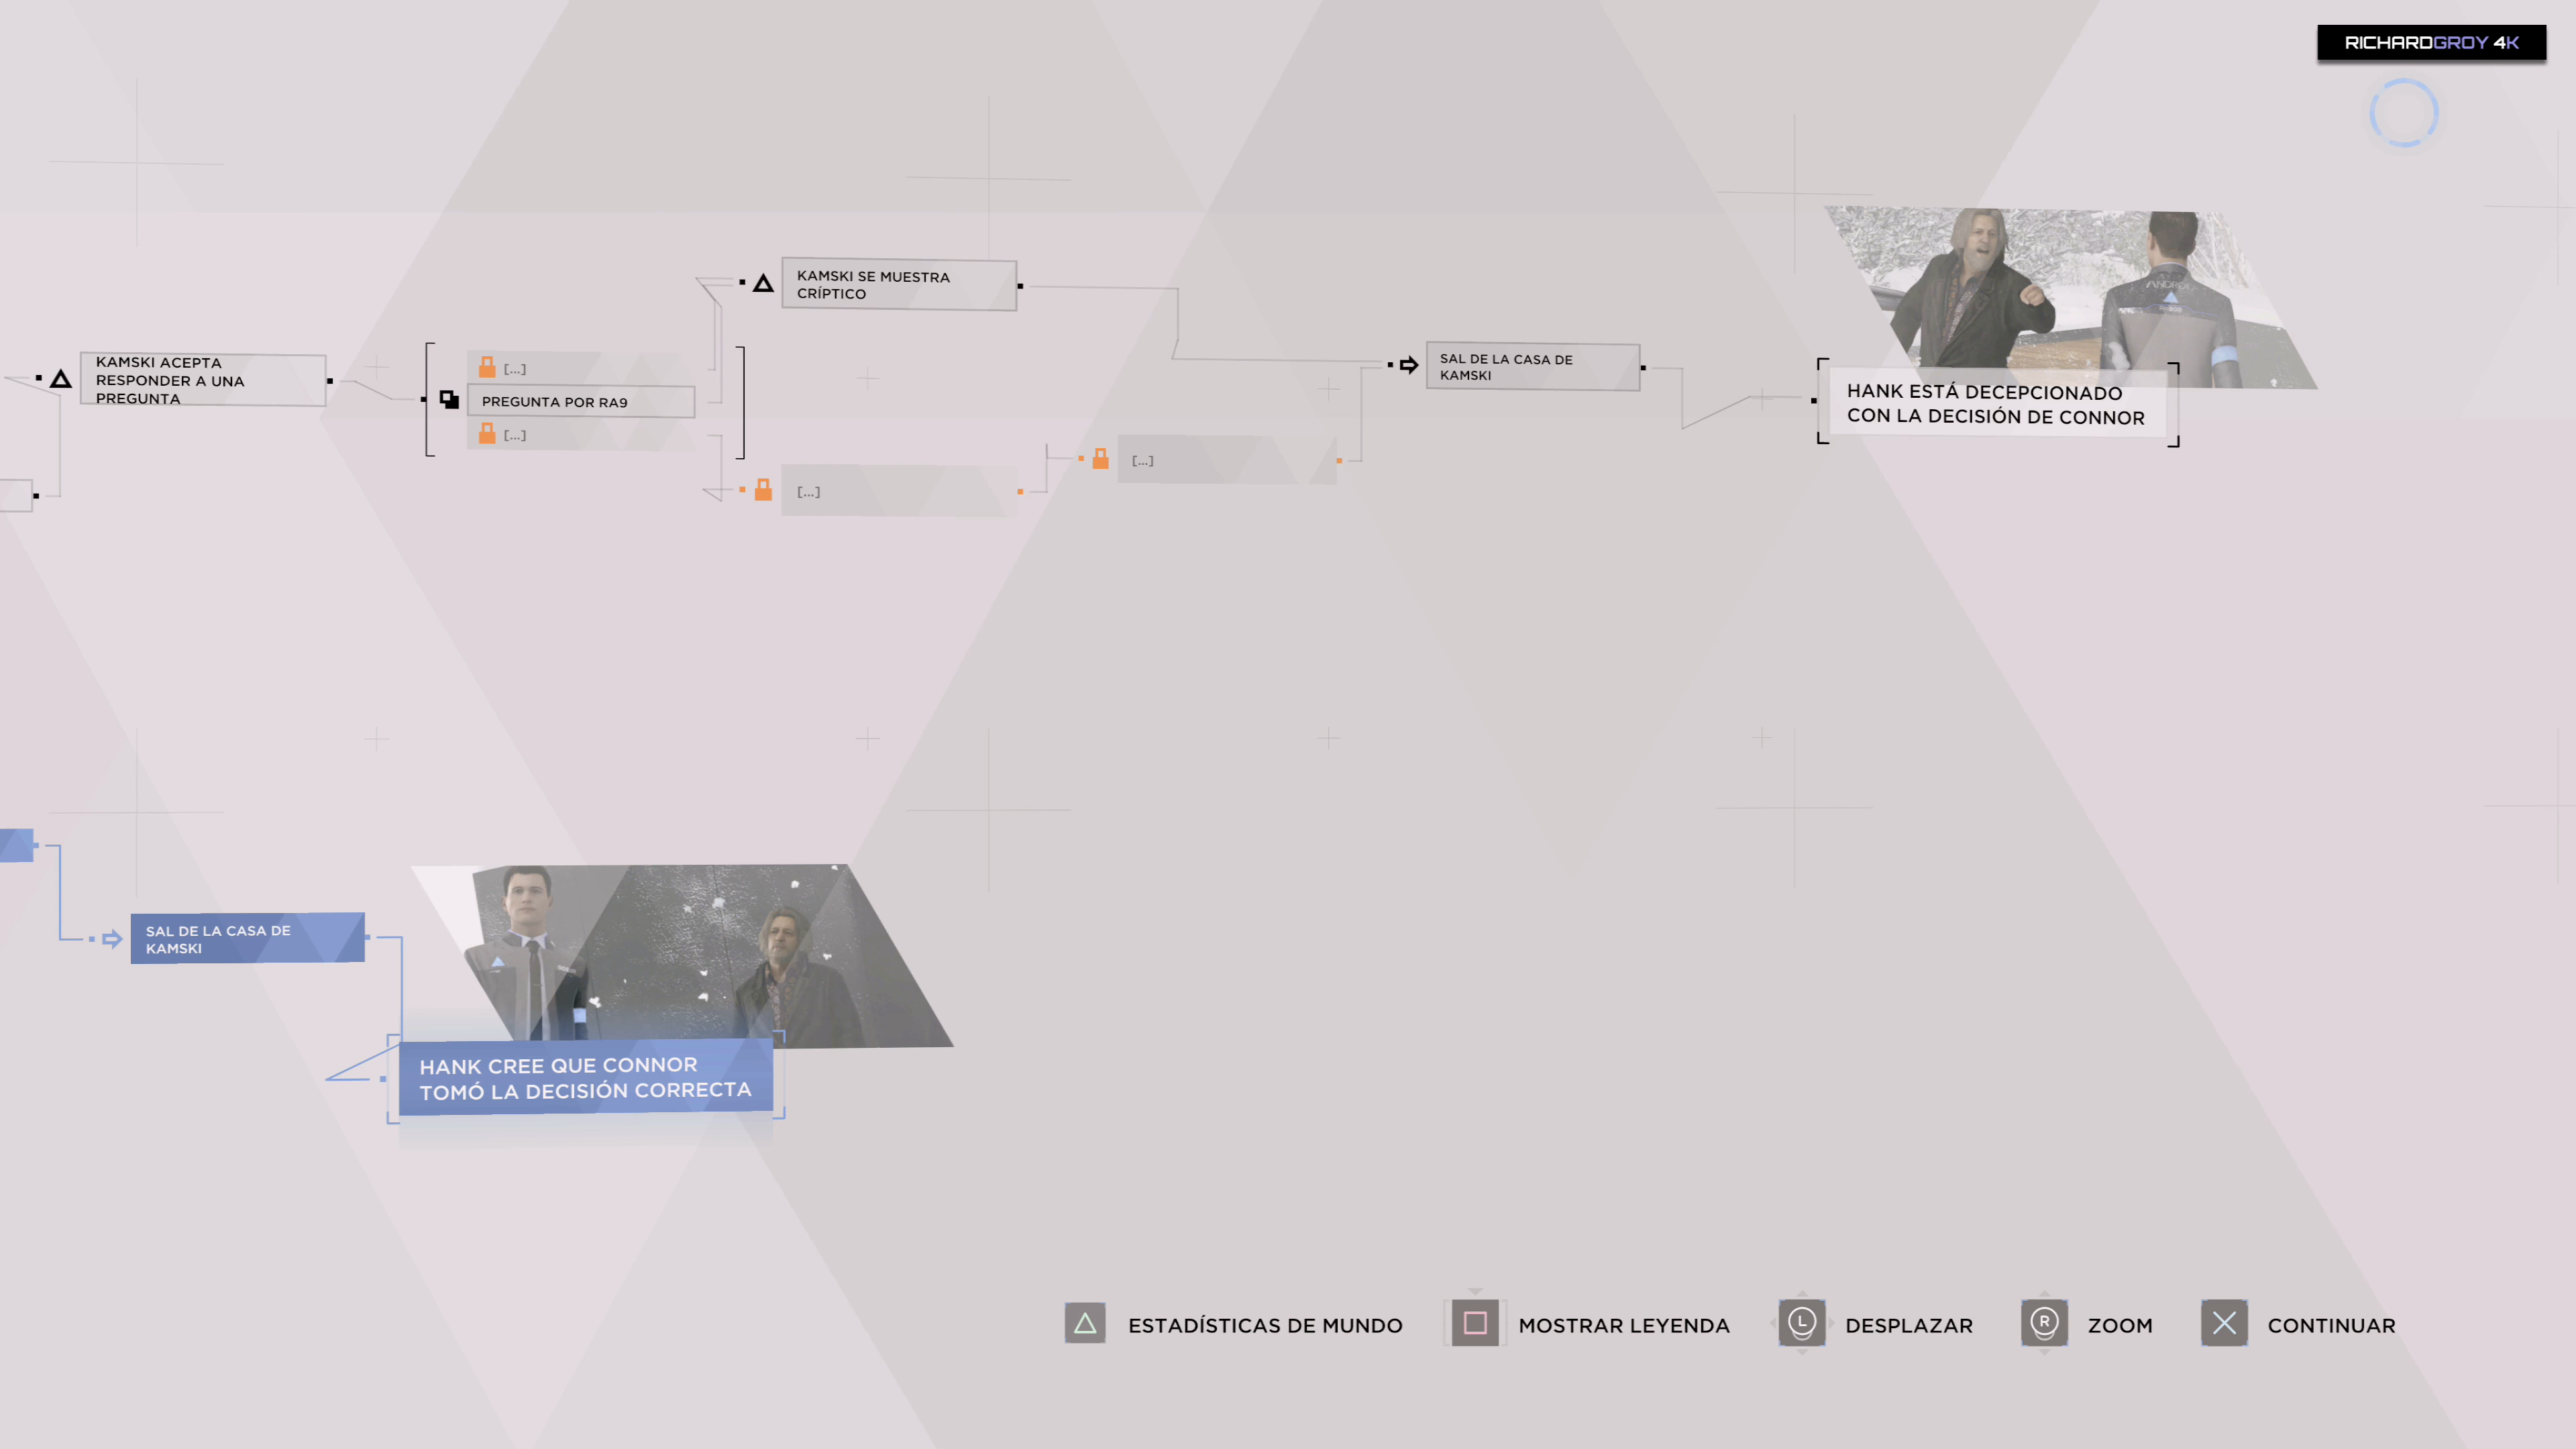 RICHARDGROY 4K
KAMSKI SE MUESTRA
CRÍPTICO
KAMSKI ACEPTA
RESPONDER A UNA
PREGUNTA
[...]
PREGUNTA POR RA9
[...]
[...]
[...]
SAL DE LA CASA DE
KAMSKI
HANK ESTÁ DECEPCIONADO
CON LA DECISIÓN DE CONNOR
SAL DE LA CASA DE
KAMSKI
HANK CREE QUE CONNOR
TOMÓ LA DECISIÓN CORRECTA
ESTADÍSTICAS DE MUNDO
MOSTRAR LEYENDA
L
DESPLAZAR
R
ZOOM
CONTINUAR